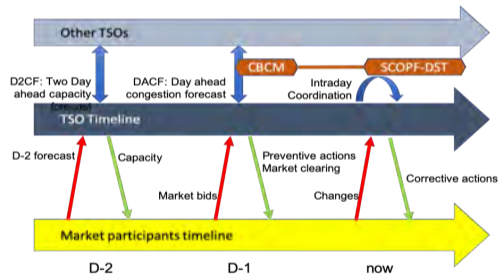 Other TSOs
CBCM
SCOPF-DST
D2CF: Two Day
ahead capacity
forecast
DACF: Day ahead
congestion forecast
Intraday
Coordination
TSO Timeline
D-2 forecast
Capacity
Market bids
Preventive actions
Market clearing
Changes
Corrective actions
Market participants timeline
D-2
D-1
now